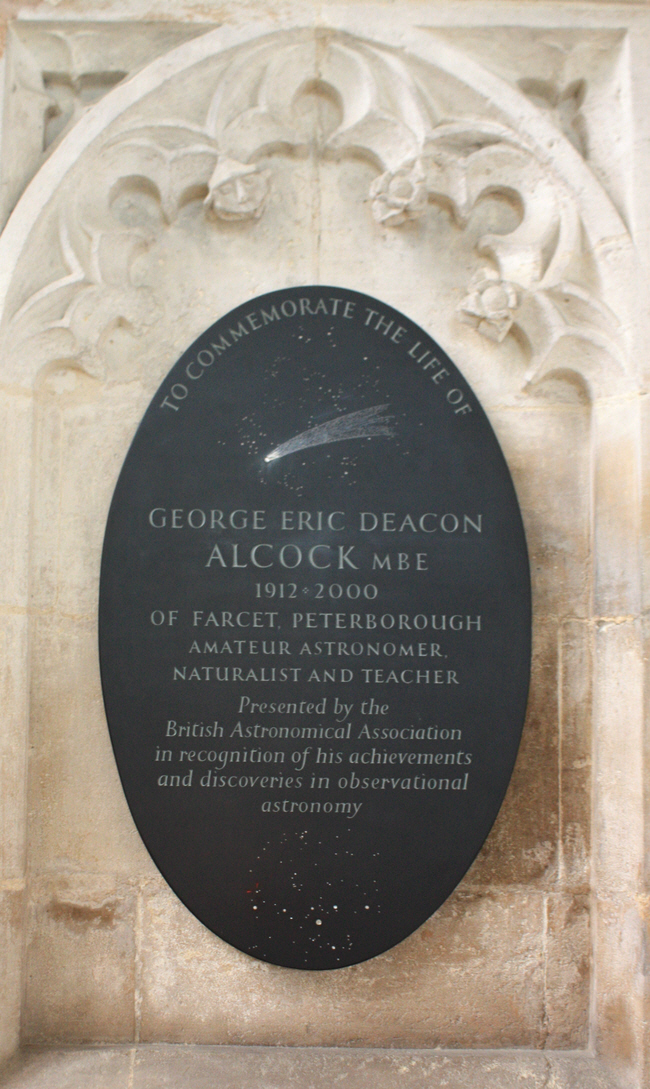 TO COMMEMORATE THE LIFE OF
GEORGE ERIC DEACON
ALCOCK MBE
1912 2000
OF FARCET, PETERBOROUGH
AMATEUR ASTRONOMER,
NATURALIST AND TEACHER
Presented by the
British Astronomical Association
in recognition of his achievements
and discoveries in observational
astronomy